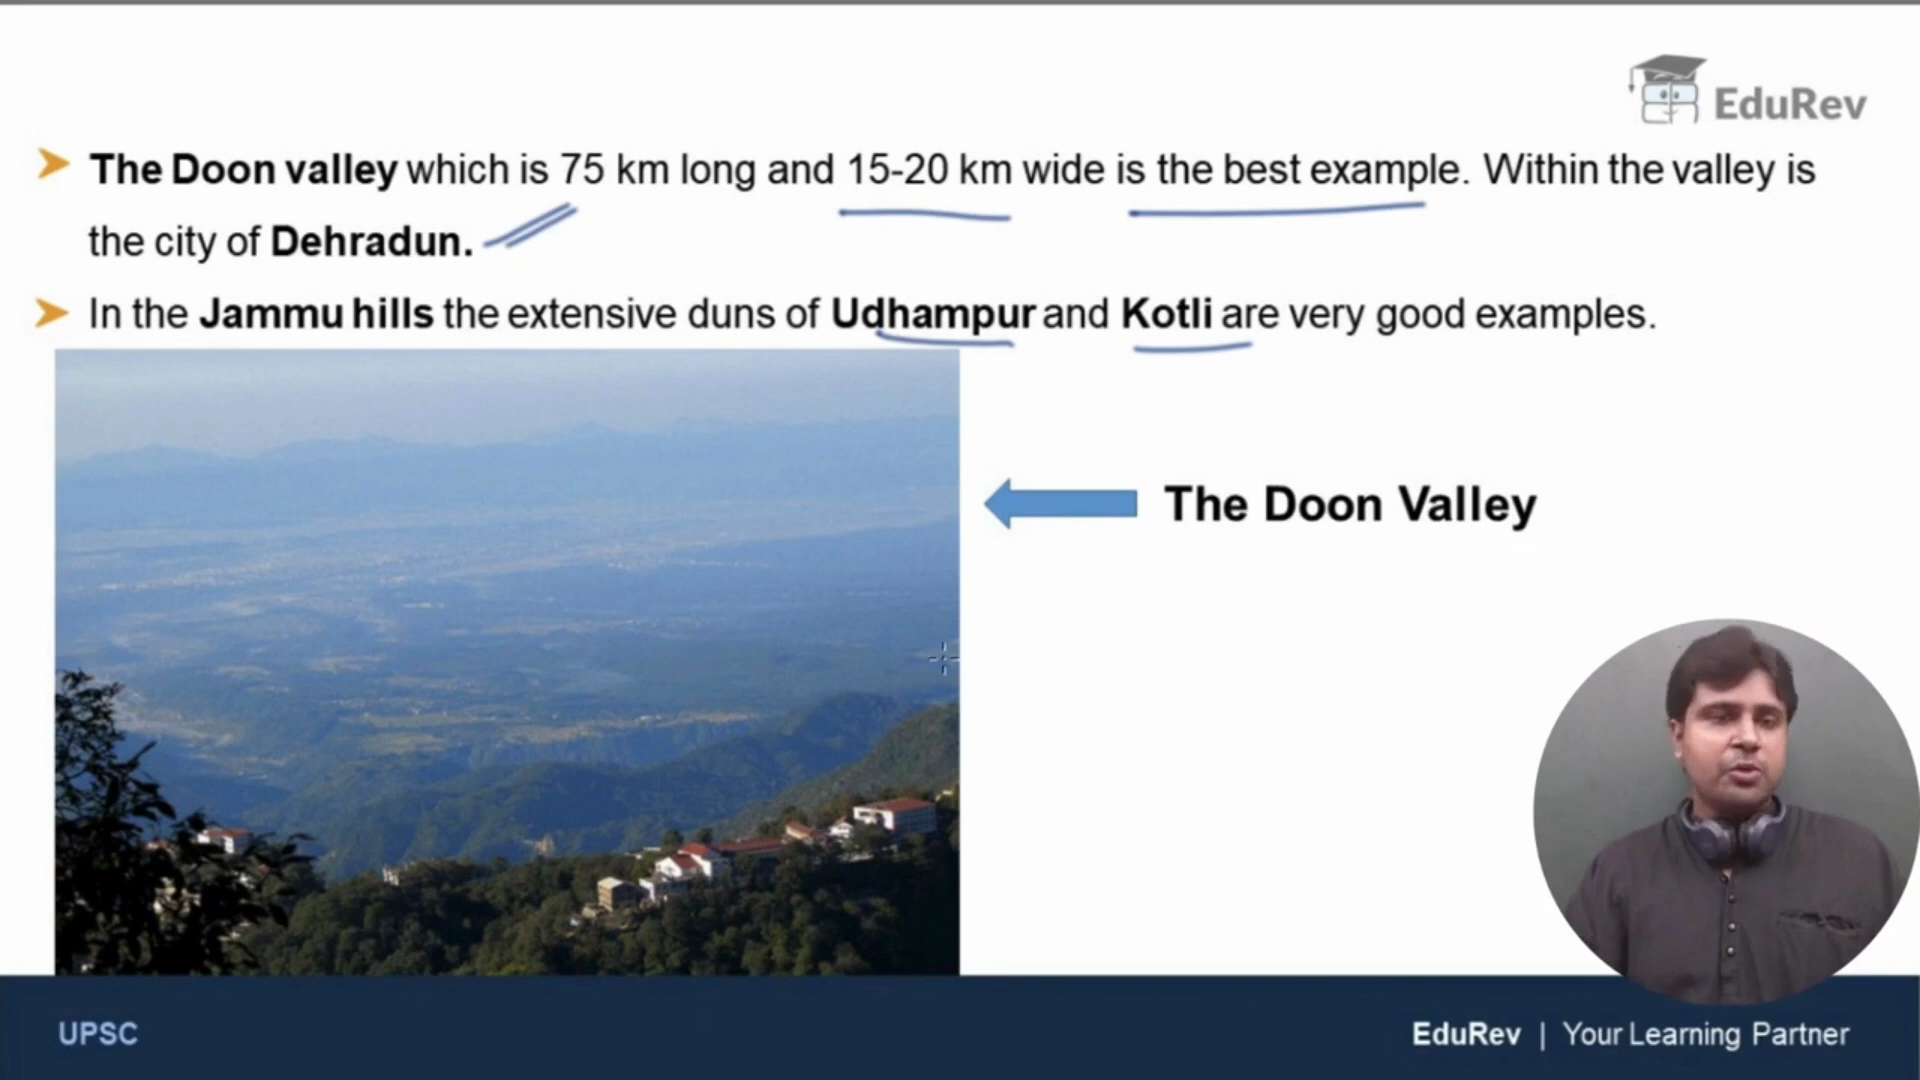 EduRev
The Doon valley which is 75 km long and 15-20 km wide is the best example. Within the valley is
the city of Dehradun.
In the Jammu hills the extensive duns of Udhampur and Kotli are very good examples.
The Doon Valley
UPSC
EduRev | Your Learning Partner